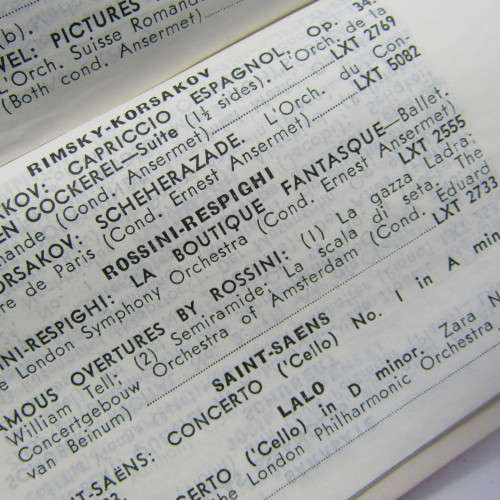 (b).
VEL: PICTURES
L'Orch. Suisse Romande
(Both cond. Ansermet)
RIMSKY-KORSAKOV
AKOV: CAPRICCIO ESPAGNOL, Op. 34.
EN COCKEREL—Suite (1½ sides). L'Orch. de la
mande (Cond. Ansermet) LXT 2769
ORSAKOV: SCHEHERAZADE. L'Orch. du Con-
re de Paris (Cond. Ernest Ansermet) LXT 5082
ROSSINI-RESPIGHI
NI-RESPIGHI: LA BOUTIQUE FANTASQUE—Ballet.
e London Symphony Orchestra (Cond. Ernest Ansermet) LXT 2555
AMOUS OVERTURES BY ROSSINI: (1) La gazza Ladra;
William Tell; (2) Semiramide; La scala di seta. The
Concertgebouw Orchestra of Amsterdam (Cond. Eduard
van Beinum) LXT 2733
SAINT-SAENS
T-SAËNS: CONCERTO ('Cello) No. 1 in A min
LALO
('Cello) in D minor. Zara N
he London Philharmonic Orchestra